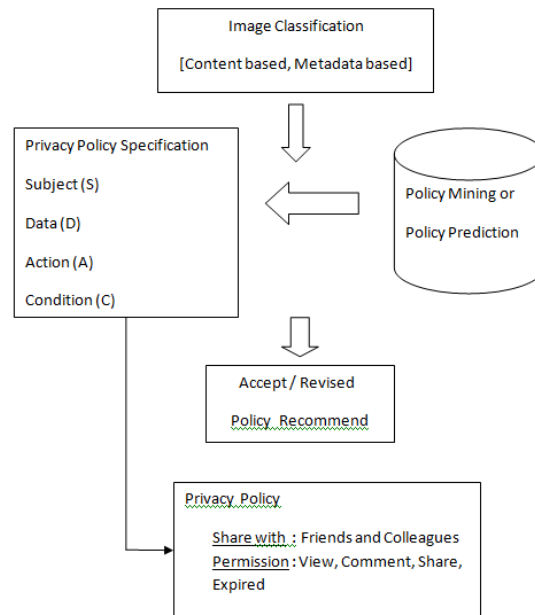 Image Classification
[Content based, Metadata based]
Privacy Policy Specification
Subject (S)
Data (D)
Action (A)
Condition (C)
Policy Mining or
Policy Prediction
Accept / Revised
Policy Recommend
Privacy Policy
Share with : Friends and Colleagues
Permission : View, Comment, Share,
Expired